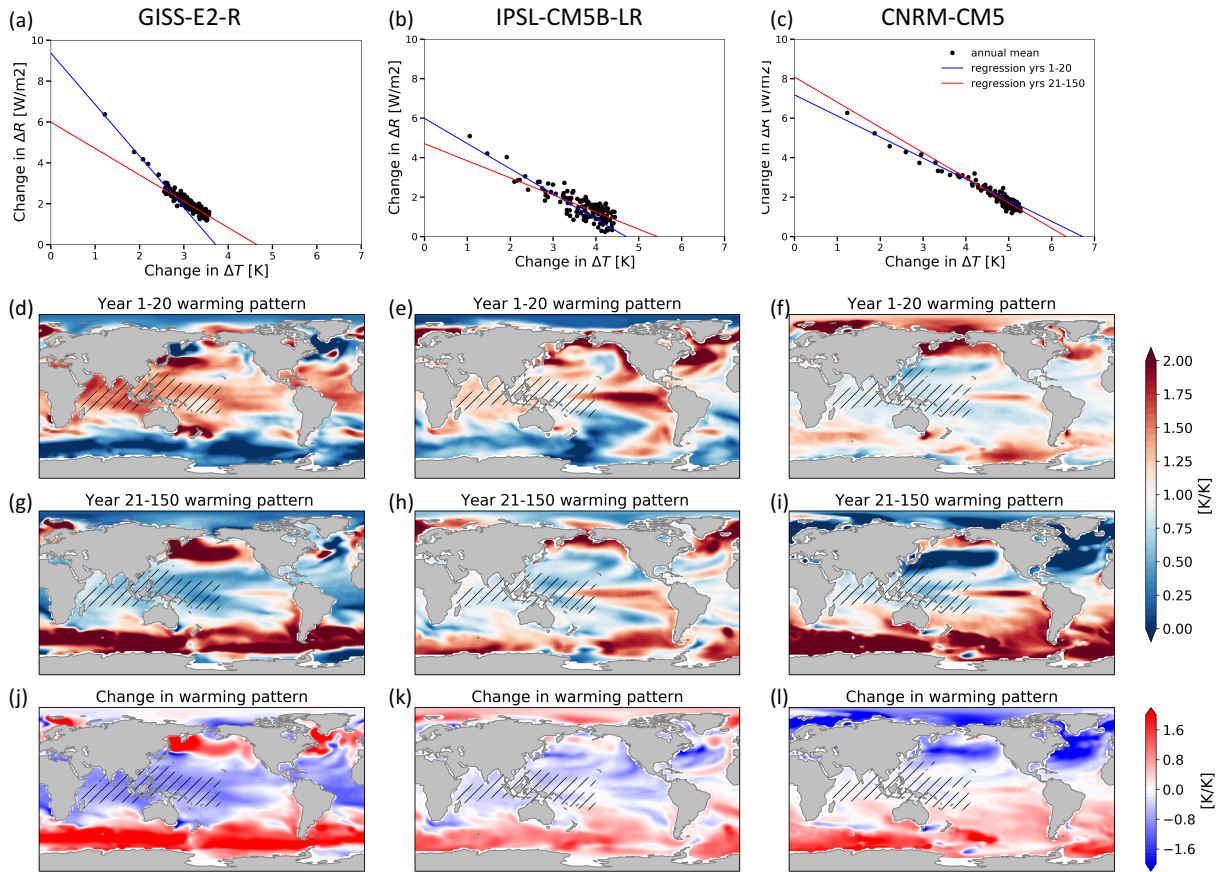 (a) GISS-E2-R
(b) IPSL-CM5B-LR
(c) CNRM-CM5
10
8
6
4
2
0
0 1 2 3 4 5 6 7
Change in ΔR [W/m2]
Change in ΔT [K]
10
8
6
4
2
0
0 1 2 3 4 5 6 7
Change in ΔR [W/m2]
Change in ΔT [K]
10
8
6
4
2
0
0 1 2 3 4 5 6 7
Change in ΔR [W/m2]
Change in ΔT [K]
annual mean
regression yrs 1-20
regression yrs 21-150
(d) Year 1-20 warming pattern
(e) Year 1-20 warming pattern
(f) Year 1-20 warming pattern
(g) Year 21-150 warming pattern
(h) Year 21-150 warming pattern
(i) Year 21-150 warming pattern
2.00
1.75
1.50
1.25
1.00
0.75
0.50
0.25
0.00
[K/K]
(j) Change in warming pattern
(k) Change in warming pattern
(l) Change in warming pattern
1.6
0.8
0.0
−0.8
−1.6
[K/K]